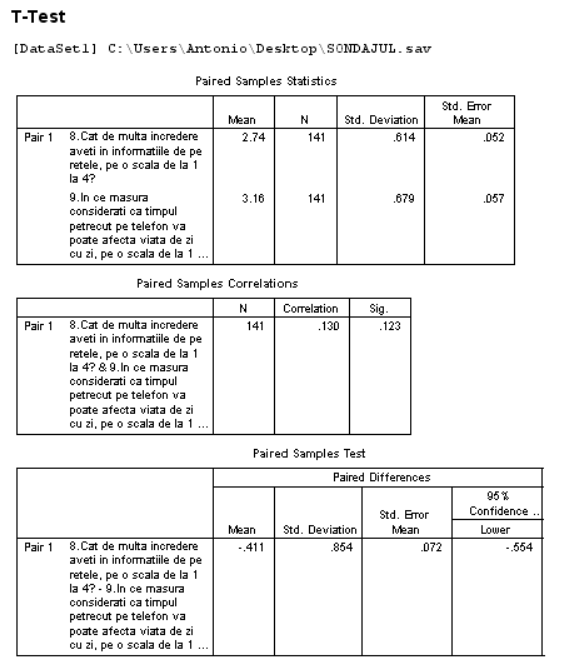 T-Test
[DataSet1] C:\Users\Antonio\Desktop\SONDAJUL.sav
Paired Samples Statistics
Mean N Std. Deviation Std. Error Mean
Pair 1 8.Cat de multa incredere 2.74 141 .614 .052
aveti in informatiile de pe
retele, pe o scala de la 1
la 4?
9.In ce masura 3.16 141 .679 .057
considerati ca timpul
petrecut pe telefon va
poate afecta viata de zi
cu zi, pe o scala de la 1 ...
Paired Samples Correlations
N Correlation Sig.
Pair 1 8.Cat de multa incredere 141 .130 .123
aveti in informatiile de pe
retele, pe o scala de la 1
la 4? & 9.In ce masura
considerati ca timpul
petrecut pe telefon va
poate afecta viata de zi
cu zi, pe o scala de la 1 ...
Paired Samples Test
Paired Differences
95% Confidence ..
Mean Std. Deviation Std. Error Mean Lower
Pair 1 8.Cat de multa incredere -.411 .854 .072 -.554
aveti in informatiile de pe
retele, pe o scala de la 1
la 4? - 9.In ce masura
considerati ca timpul
petrecut pe telefon va
poate afecta viata de zi
cu zi, pe o scala de la 1 ...